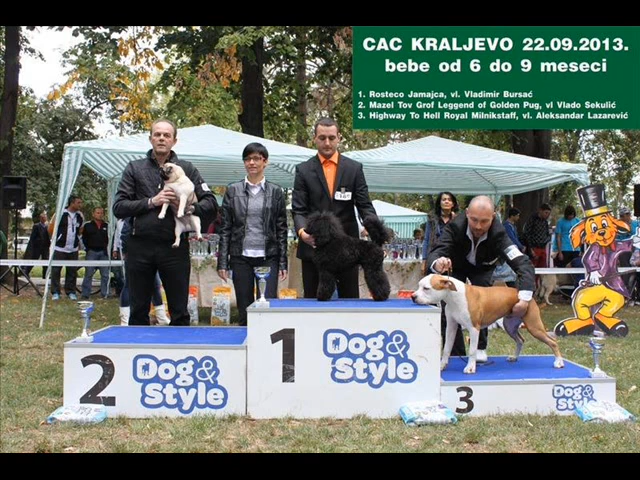 CAC KRALJEVO 22.09.2013.
bebe od 6 do 9 meseci
1. Rosteco Jamajca, vl. Vladimir Bursać
2. Mazel Tov Grof Leggend of Golden Pug, vl Vlado Sekulić
3. Highway To Hell Royal Milnikstaff, vl. Aleksandar Lazarević
2 Dog & Style
1 Dog & Style
3 Dog & Style